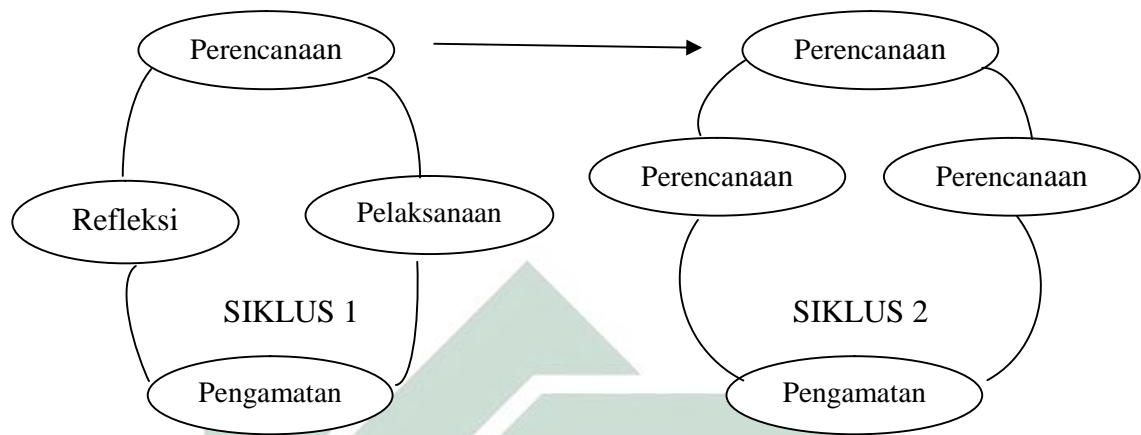 Perencanaan
Perencanaan
Refleksi
Pelaksanaan
Perencanaan
Perencanaan
SIKLUS 1
SIKLUS 2
Pengamatan
Pengamatan